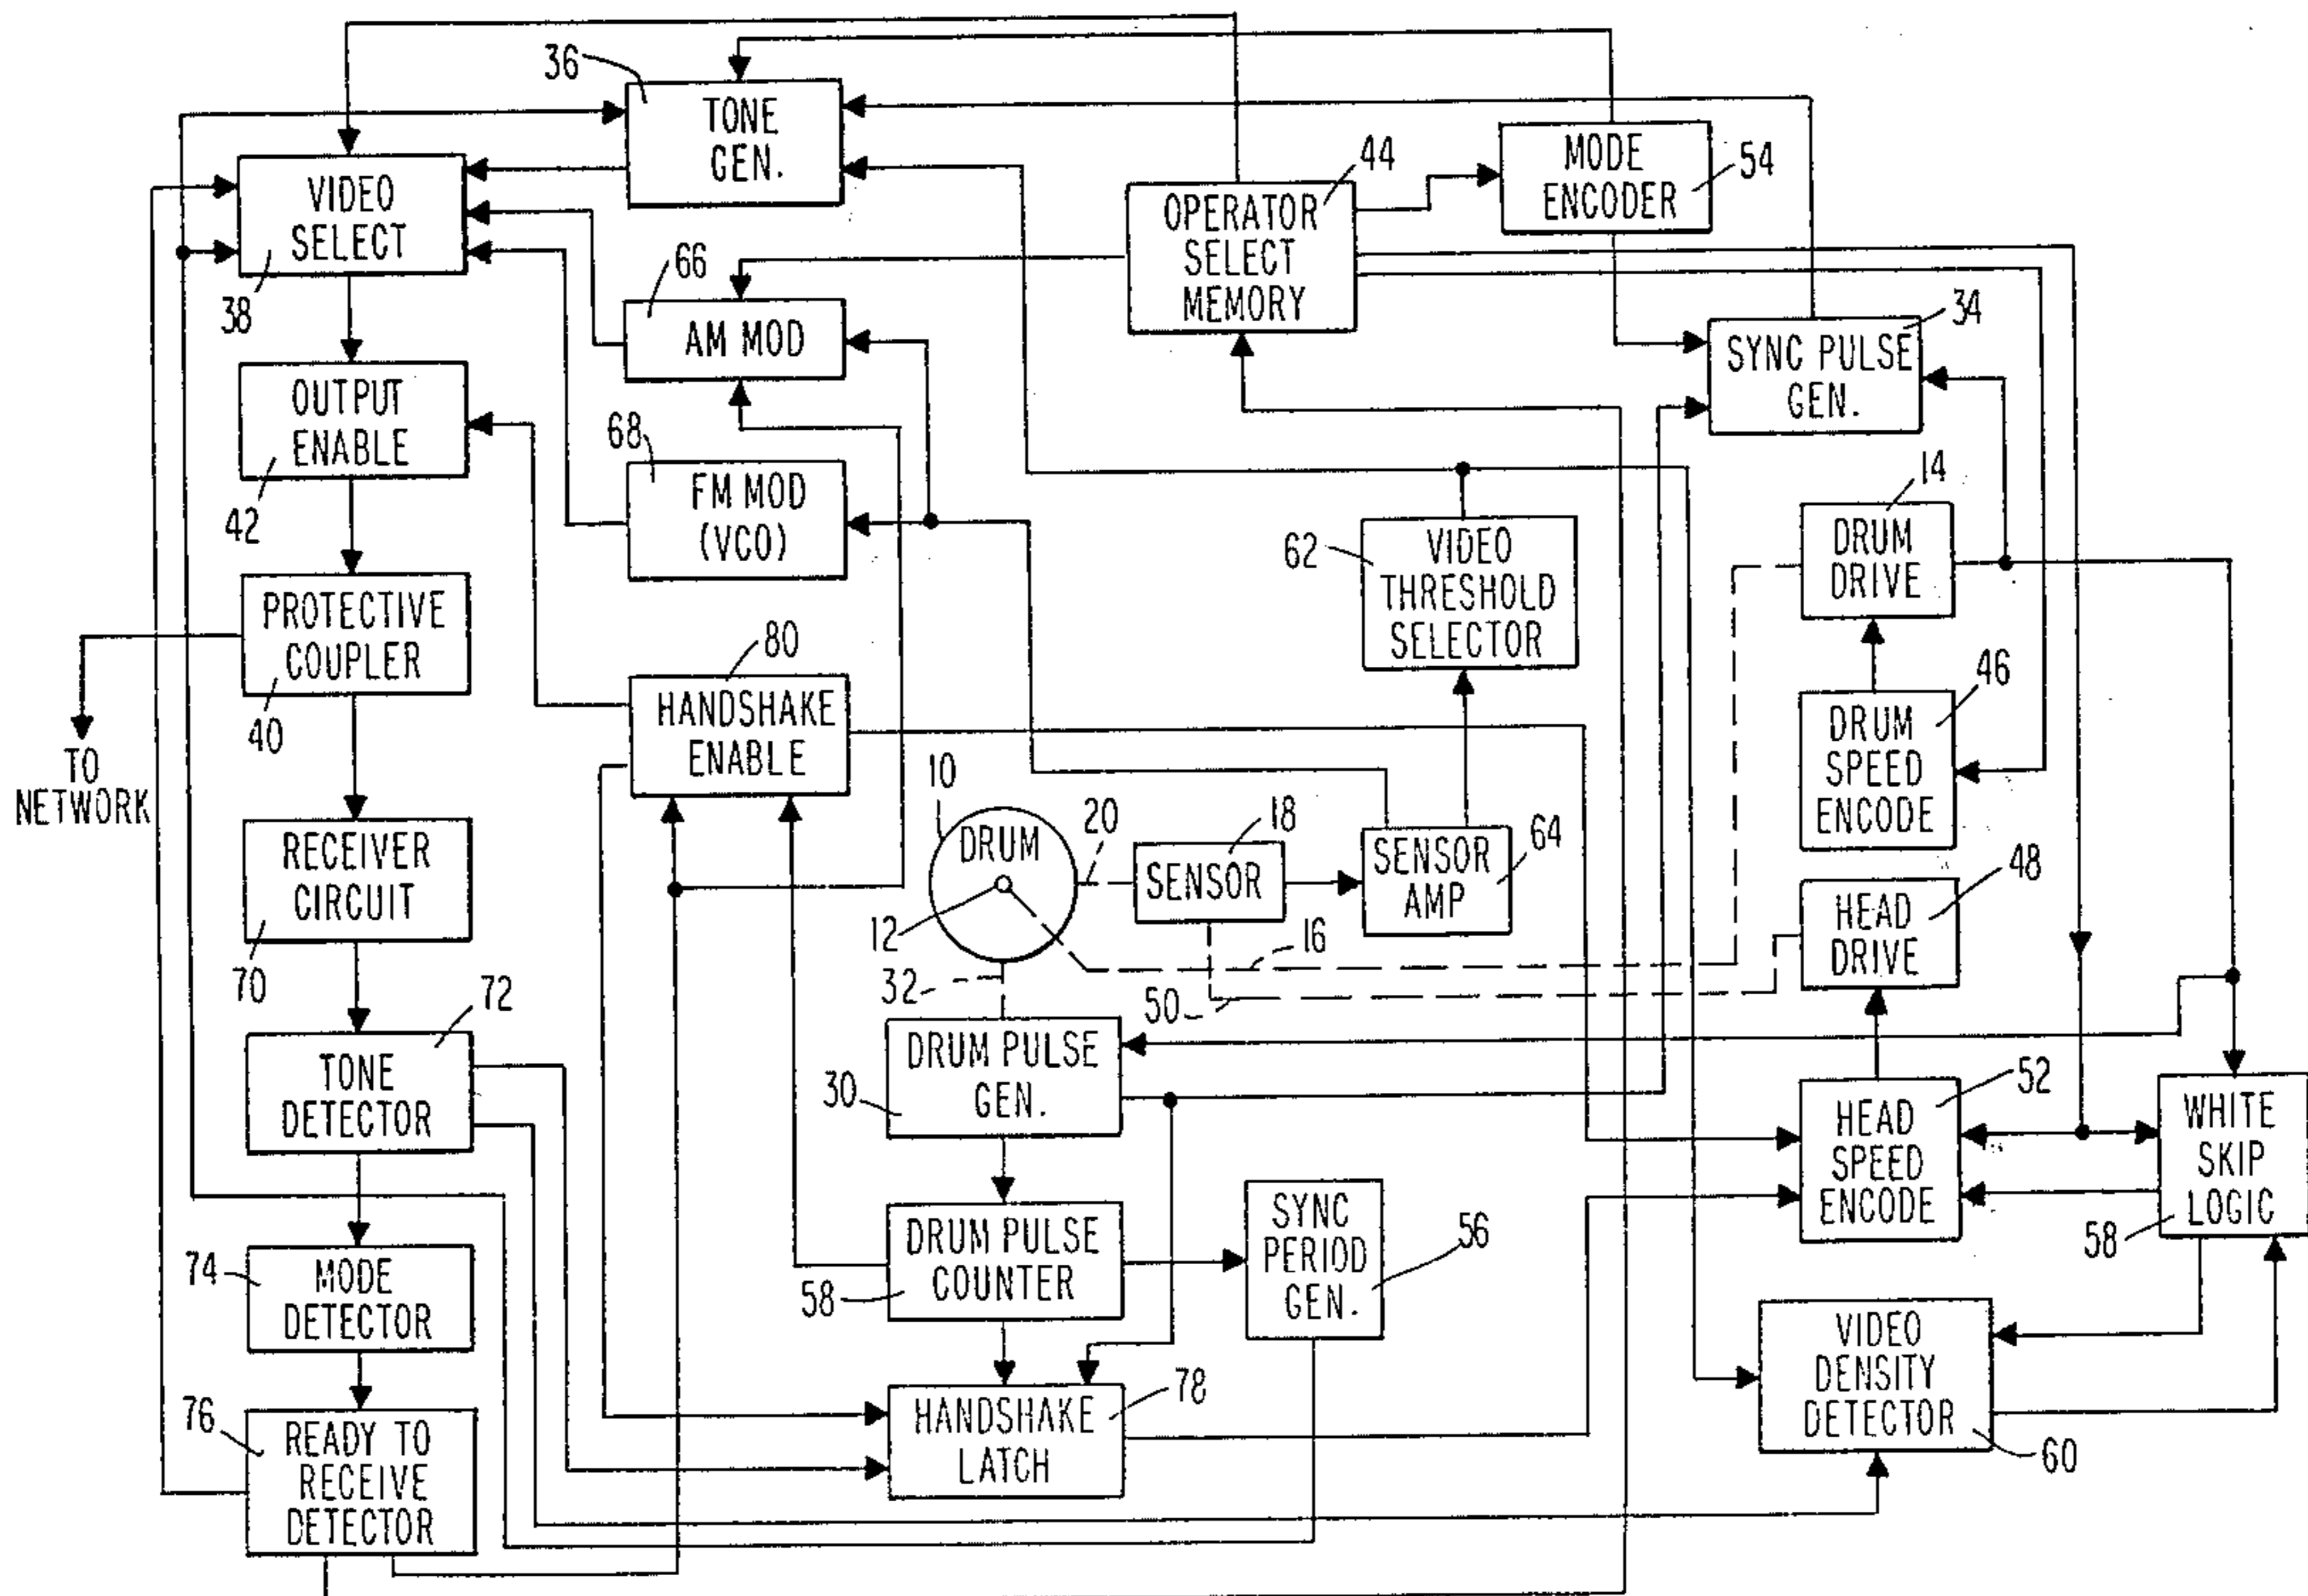 36
TONE
GEN.
MODE
ENCODER
54
44
OPERATOR
SELECT
MEMORY
VIDEO
SELECT
38
66
AM MOD
34
SYNC PULSE
GEN.
OUTPUT
ENABLE
42
68
FM MOD
(VCO)
62
VIDEO
THRESHOLD
SELECTOR
14
DRUM
DRIVE
PROTECTIVE
COUPLER
40
TO
NETWORK
80
HANDSHAKE
ENABLE
46
DRUM
SPEED
ENCODE
10
DRUM
12
20
18
SENSOR
SENSOR
AMP
64
48
HEAD
DRIVE
RECEIVER
CIRCUIT
70
16
50
32
72
TONE
DETECTOR
DRUM PULSE
GEN.
30
52
HEAD
SPEED
ENCODE
WHITE
SKIP
LOGIC
58
DRUM PULSE
COUNTER
58
SYNC
PERIOD
GEN.
56
74
MODE
DETECTOR
VIDEO
DENSITY
DETECTOR
60
76
READY TO
RECEIVE
DETECTOR
78
HANDSHAKE
LATCH